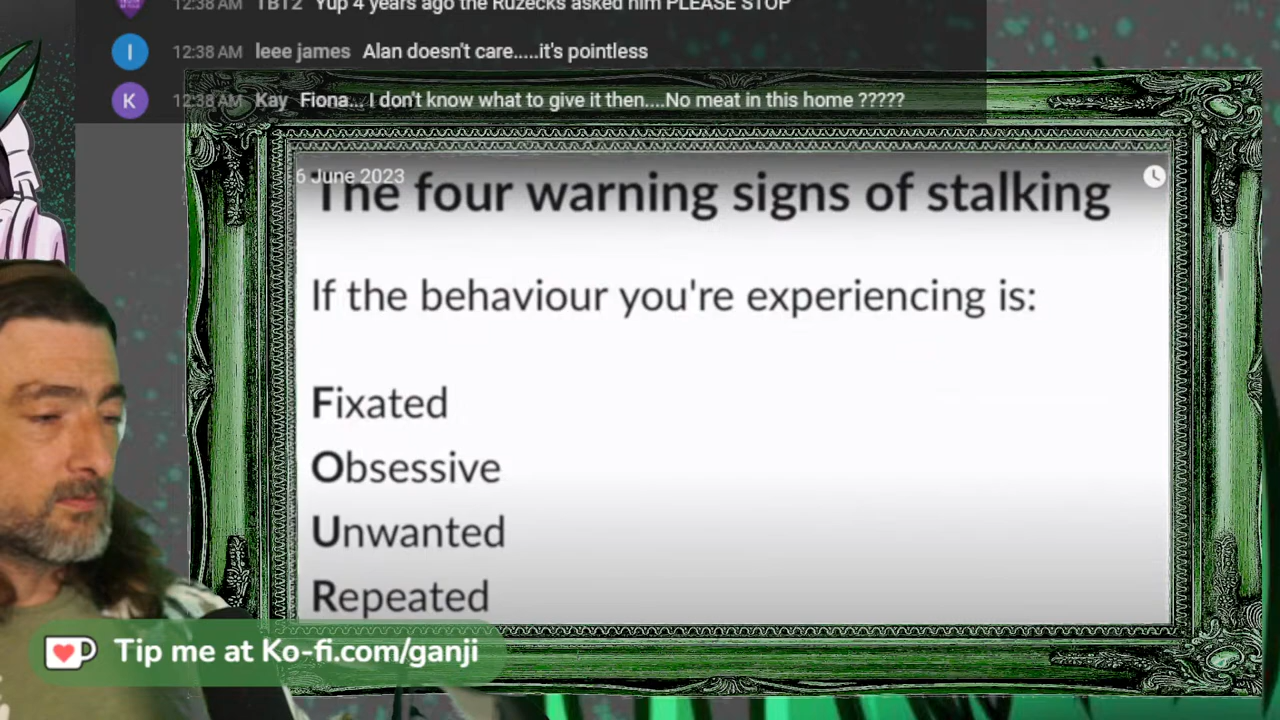 12:38 AM TBT2 Yup 4 years ago the Ruzecks asked him PLEASE STOP
l 12:38 AM leee james Alan doesn't care.....it's pointless
K 12:38 AM Kay Fiona... I don't know what to give it then....No meat in this home ?????
6 June 2023
The four warning signs of stalking
If the behaviour you're experiencing is:
Fixated
Obsessive
Unwanted
Repeated
Tip me at Ko-fi.com/ganji